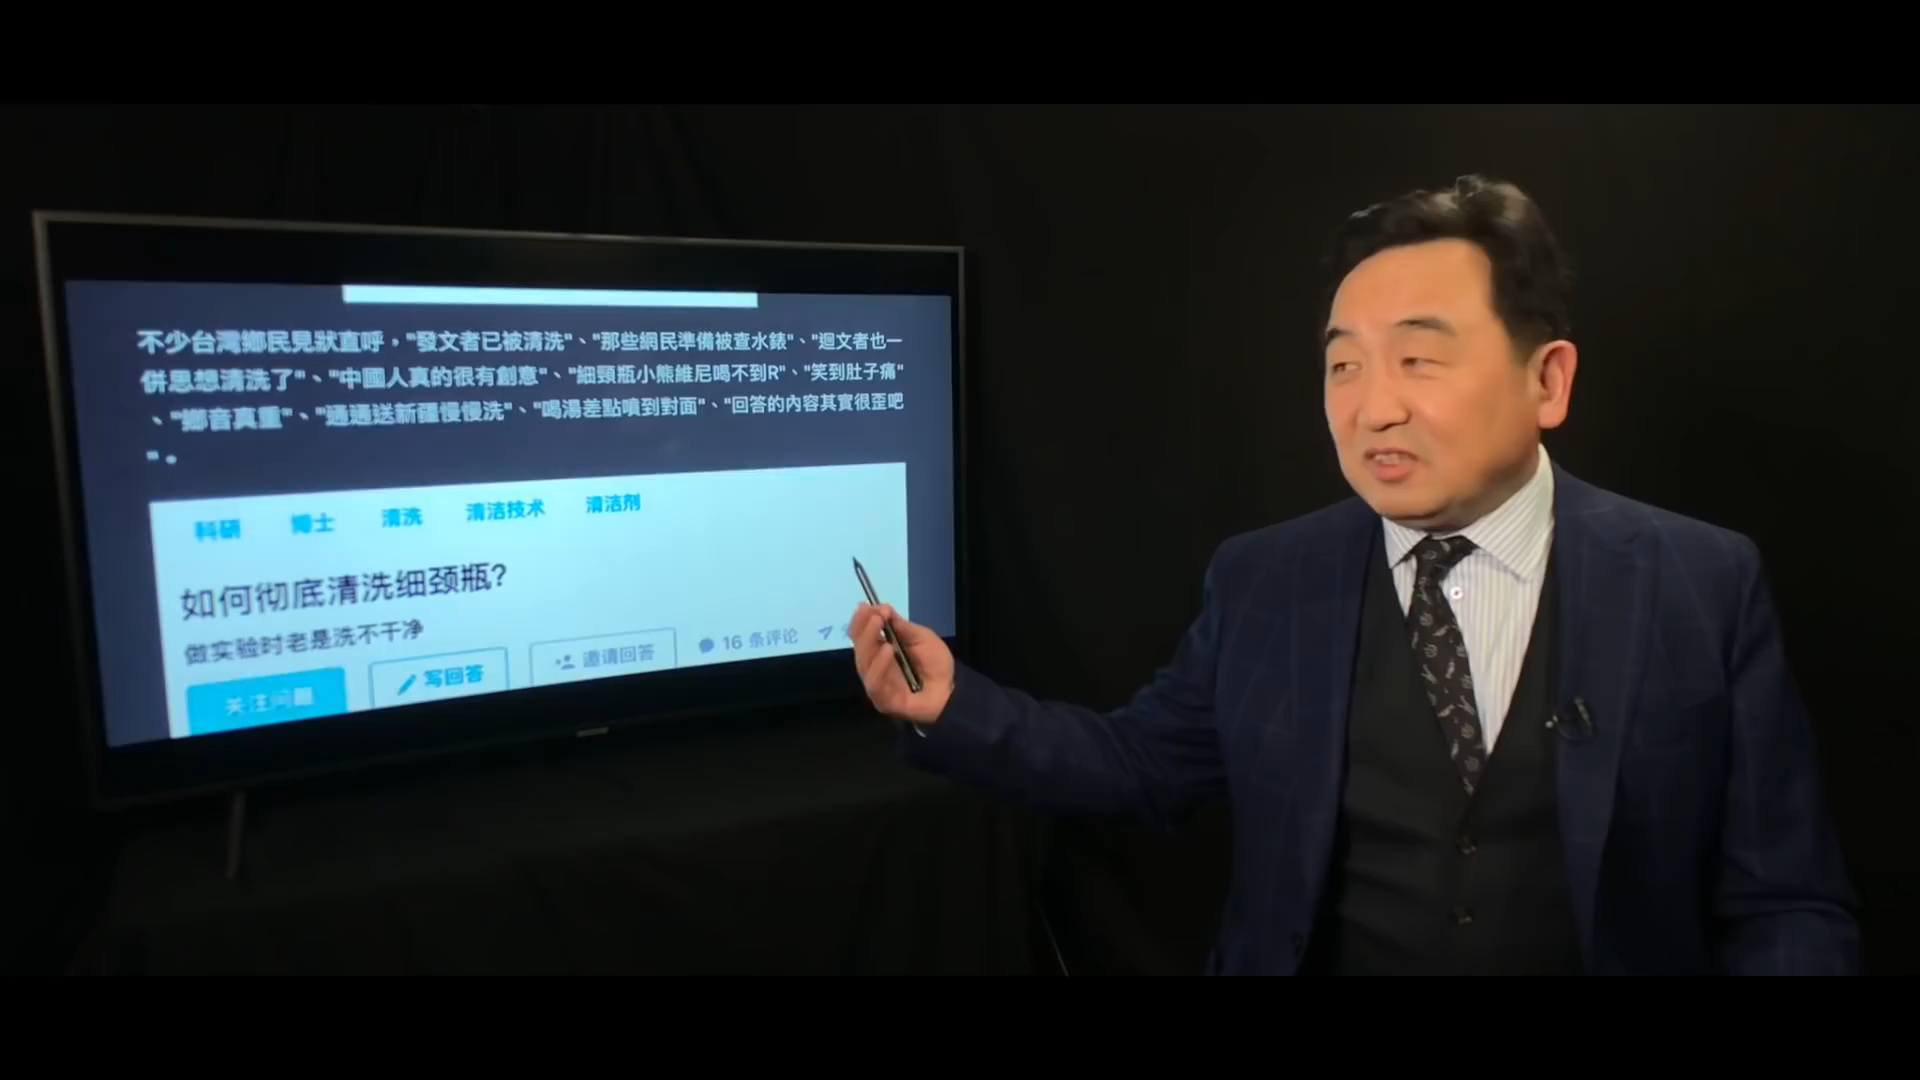 不少台灣鄉民見狀直呼，"發文者已被清洗"、"那些網民準備被查水錶"、"迴文者也一
併思想清洗了"、"中國人真的很有創意"、"細頸瓶小熊維尼喝不到R"、"笑到肚子痛"
、"鄉音真重"、"通通送新疆慢慢洗"、"喝湯差點噴到對面"、"回答的內容其實很歪吧
"。
科研 博士 清洗 清洁技术 清洁剂
如何彻底清洗细颈瓶?
做实验时老是洗不干净
关注问题 写回答 邀请回答 16 条评论